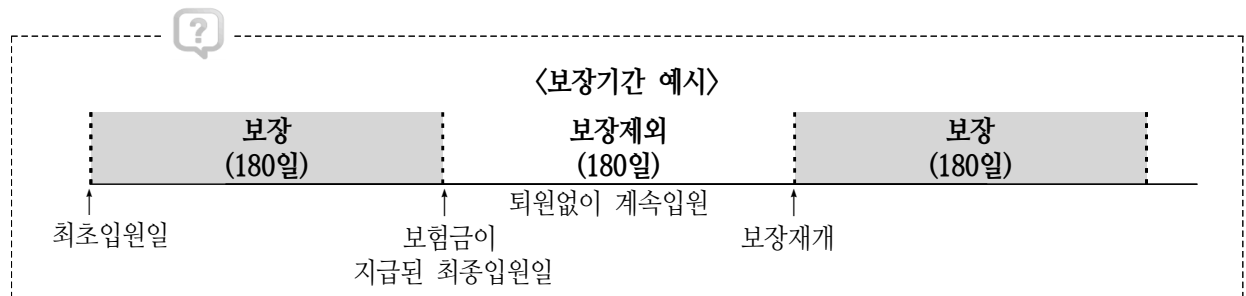 ?
〈보장기간 예시〉
보장 보장제외 보장
(180일) (180일) (180일)
퇴원없이 계속입원
최초입원일 보험금이 보장재개
지급된 최종입원일